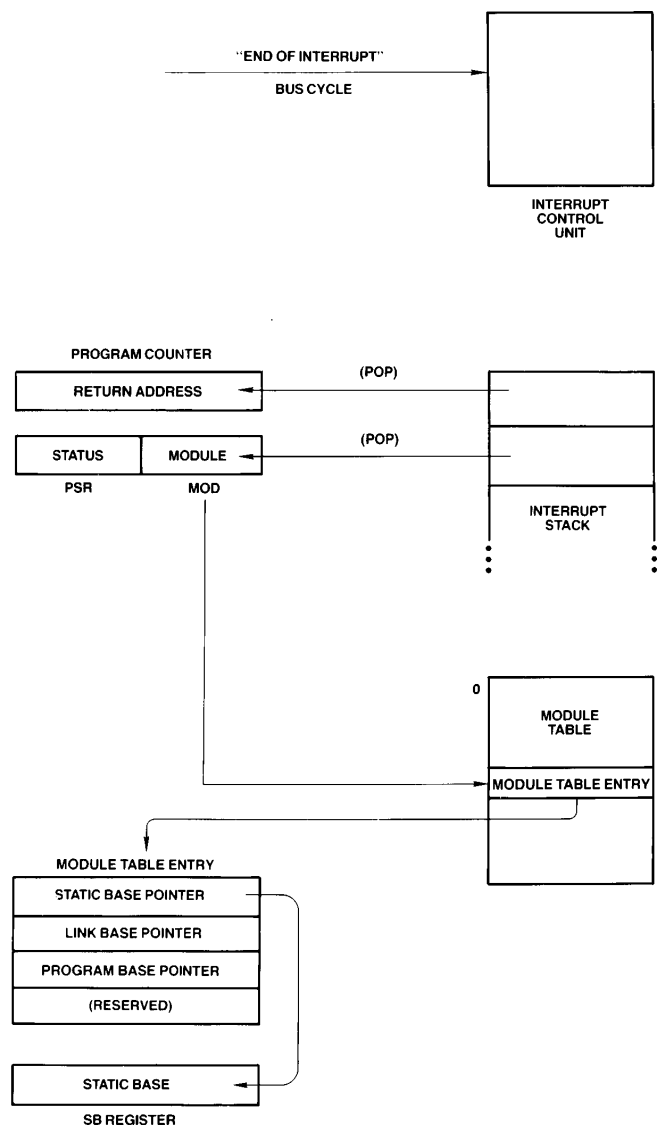 “END OF INTERRUPT”
BUS CYCLE
INTERRUPT
CONTROL
UNIT
PROGRAM COUNTER
RETURN ADDRESS
(POP)
STATUS
MODULE
(POP)
PSR
MOD
INTERRUPT
STACK
0
MODULE
TABLE
MODULE TABLE ENTRY
MODULE TABLE ENTRY
STATIC BASE POINTER
LINK BASE POINTER
PROGRAM BASE POINTER
(RESERVED)
STATIC BASE
SB REGISTER